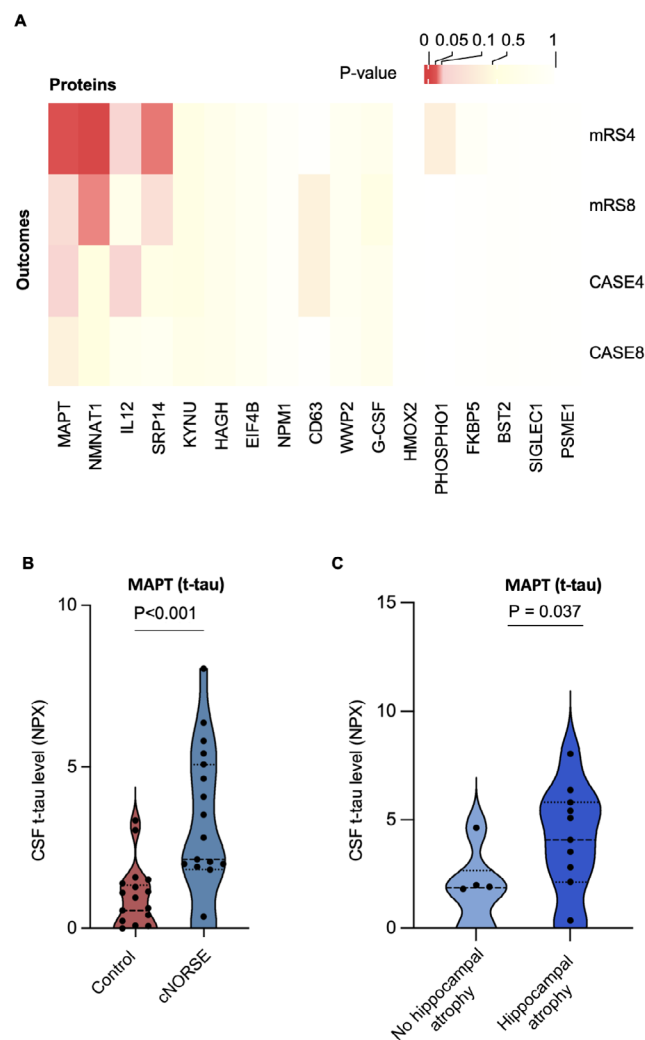 A
0 0.05 0.1 0.5 1
P-value
Proteins
Outcomes
mRS4
mRS8
CASE4
CASE8
MAPT
NMNAT1
IL12
SRP14
KYNU
HAGH
EIF4B
NPM1
CD63
WWP2
G-CSF
HMOX2
PHOSPHO1
FKBP5
BST2
SIGLEC1
PSME1
B
MAPT (t-tau)
P<0.001
CSF t-tau level (NPX)
10
5
0
Control
cNORSE
C
MAPT (t-tau)
P = 0.037
CSF t-tau level (NPX)
15
10
5
0
No hippocampal
atrophy
Hippocampal
atrophy